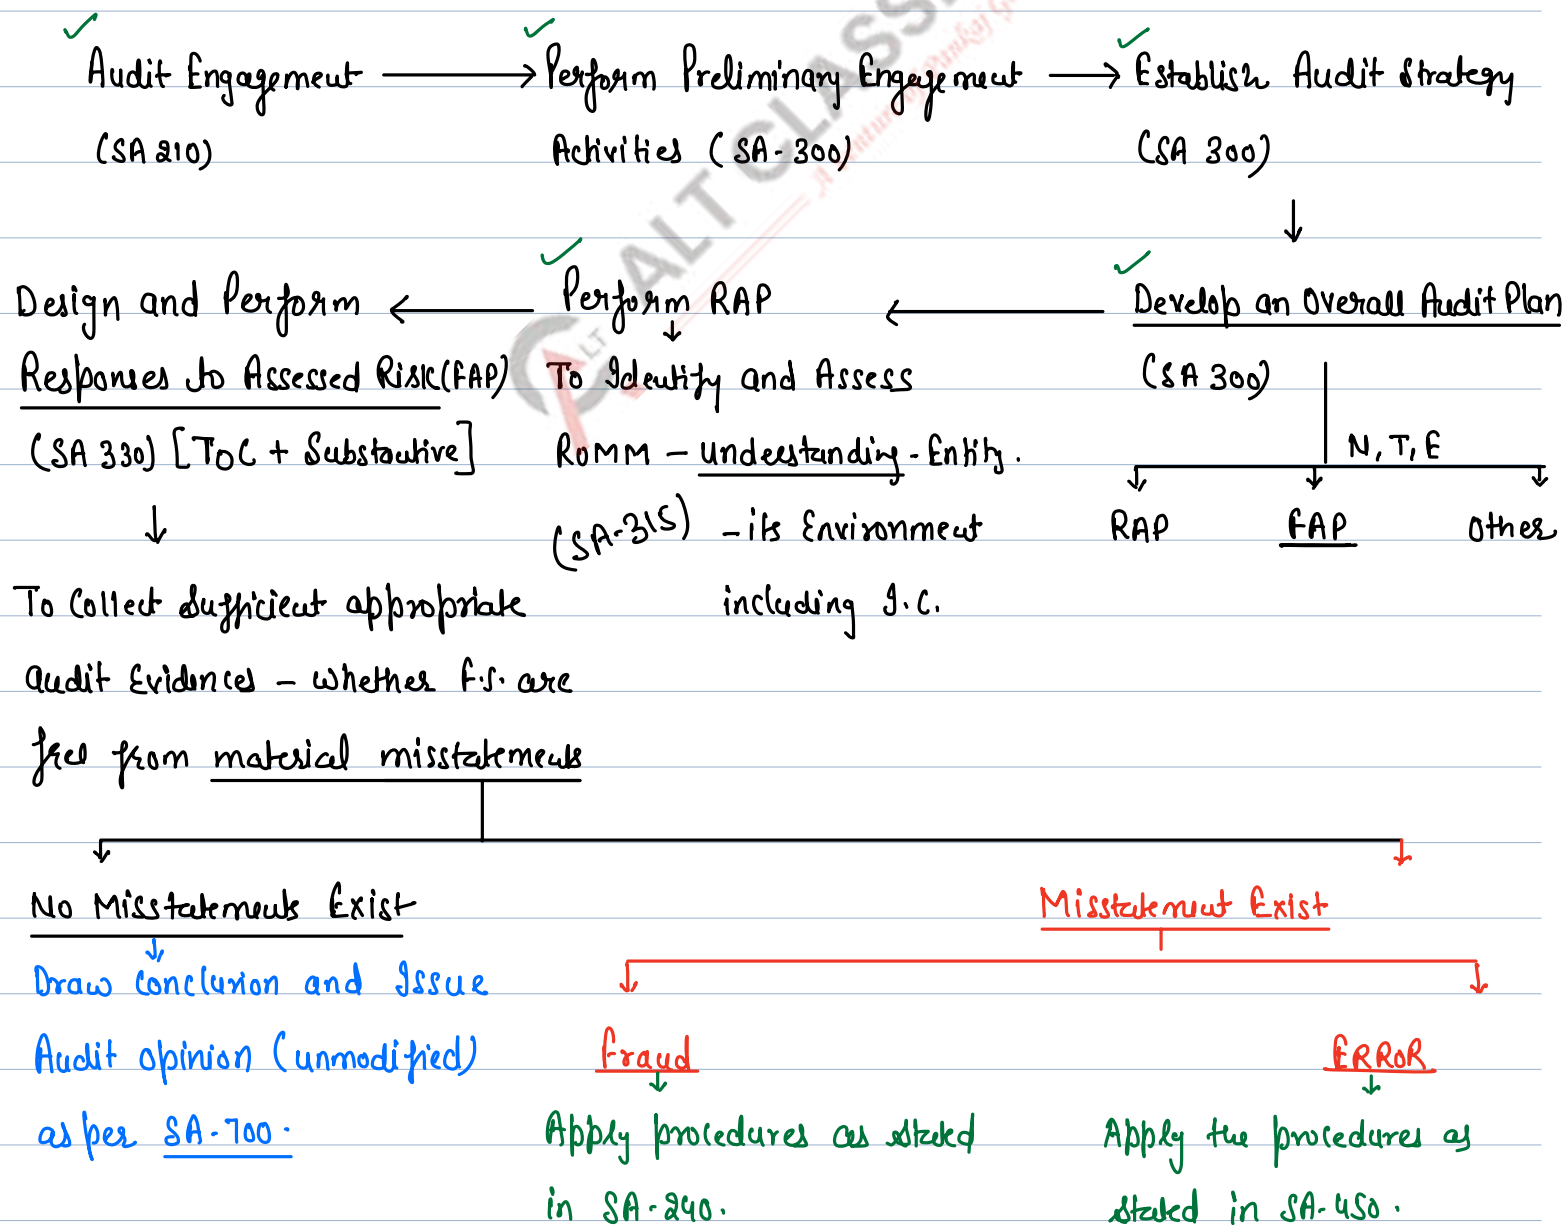 Audit Engagement → Perform Preliminary Engagement → Establish Audit Strategy
(SA 210) Activities (SA-300) (SA 300)
Design and Perform ← Perform RAP ← Develop an Overall Audit Plan
Responses to Assessed Risk (FAP) To Identify and Assess (SA 300)
(SA 330) [TOC + Substantive] ROMM - understanding - Entity. N, T, E
(SA-315) - its Environment RAP FAP Other
To Collect Sufficient appropriate including I.C.
audit Evidences - whether F.S. are
free from material misstatements
No Misstatements Exist Misstatement Exist
Draw Conclusion and Issue
Audit opinion (unmodified) Fraud ERROR
as per SA-700. Apply procedures as stated Apply the procedures as
in SA-240. stated in SA-450.
ALT CLASS
ALT